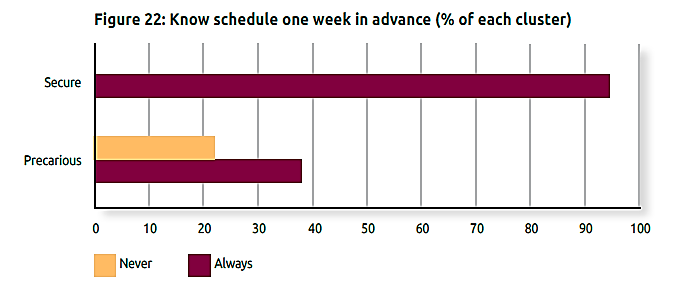 Figure 22: Know schedule one week in advance (% of each cluster)
Secure
Precarious
0 10 20 30 40 50 60 70 80 90 100
Never Always